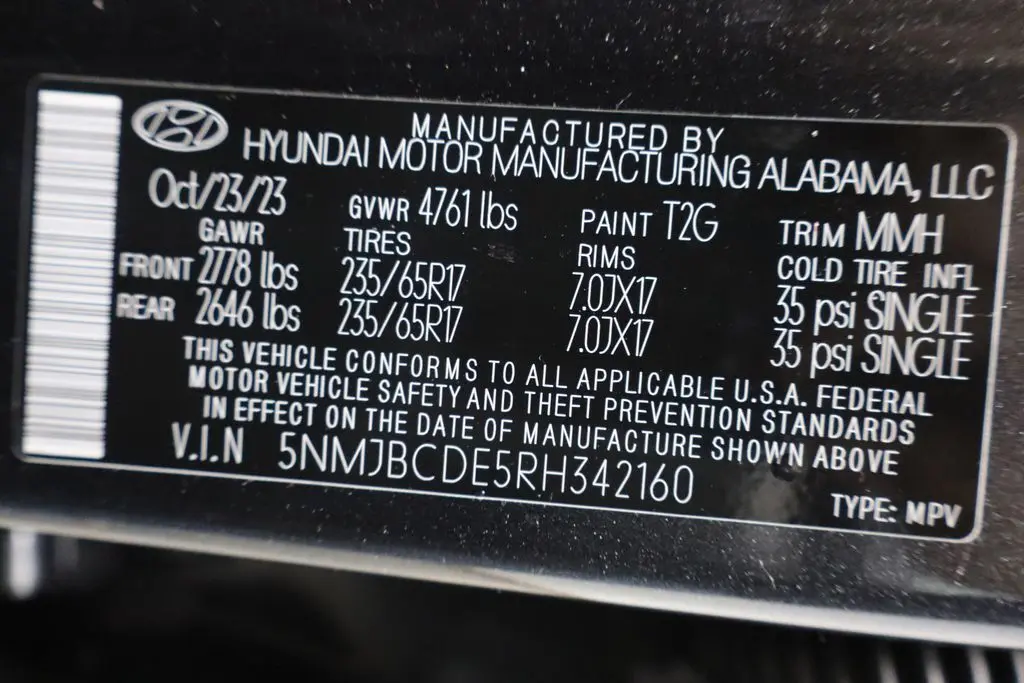 MANUFACTURED BY
HYUNDAI MOTOR MANUFACTURING ALABAMA, LLC
Oct/23/23 GVWR 4761 lbs PAINT T2G TRIM MMH
GAWR TIRES RIMS COLD TIRE INFL
FRONT 2778 lbs 235/65R17 7.0JX17 35 psi SINGLE
REAR 2646 lbs 235/65R17 7.0JX17 35 psi SINGLE
THIS VEHICLE CONFORMS TO ALL APPLICABLE U.S.A. FEDERAL
MOTOR VEHICLE SAFETY AND THEFT PREVENTION STANDARDS
IN EFFECT ON THE DATE OF MANUFACTURE SHOWN ABOVE
V.I.N 5NMJBCDE5RH342160
TYPE: MPV